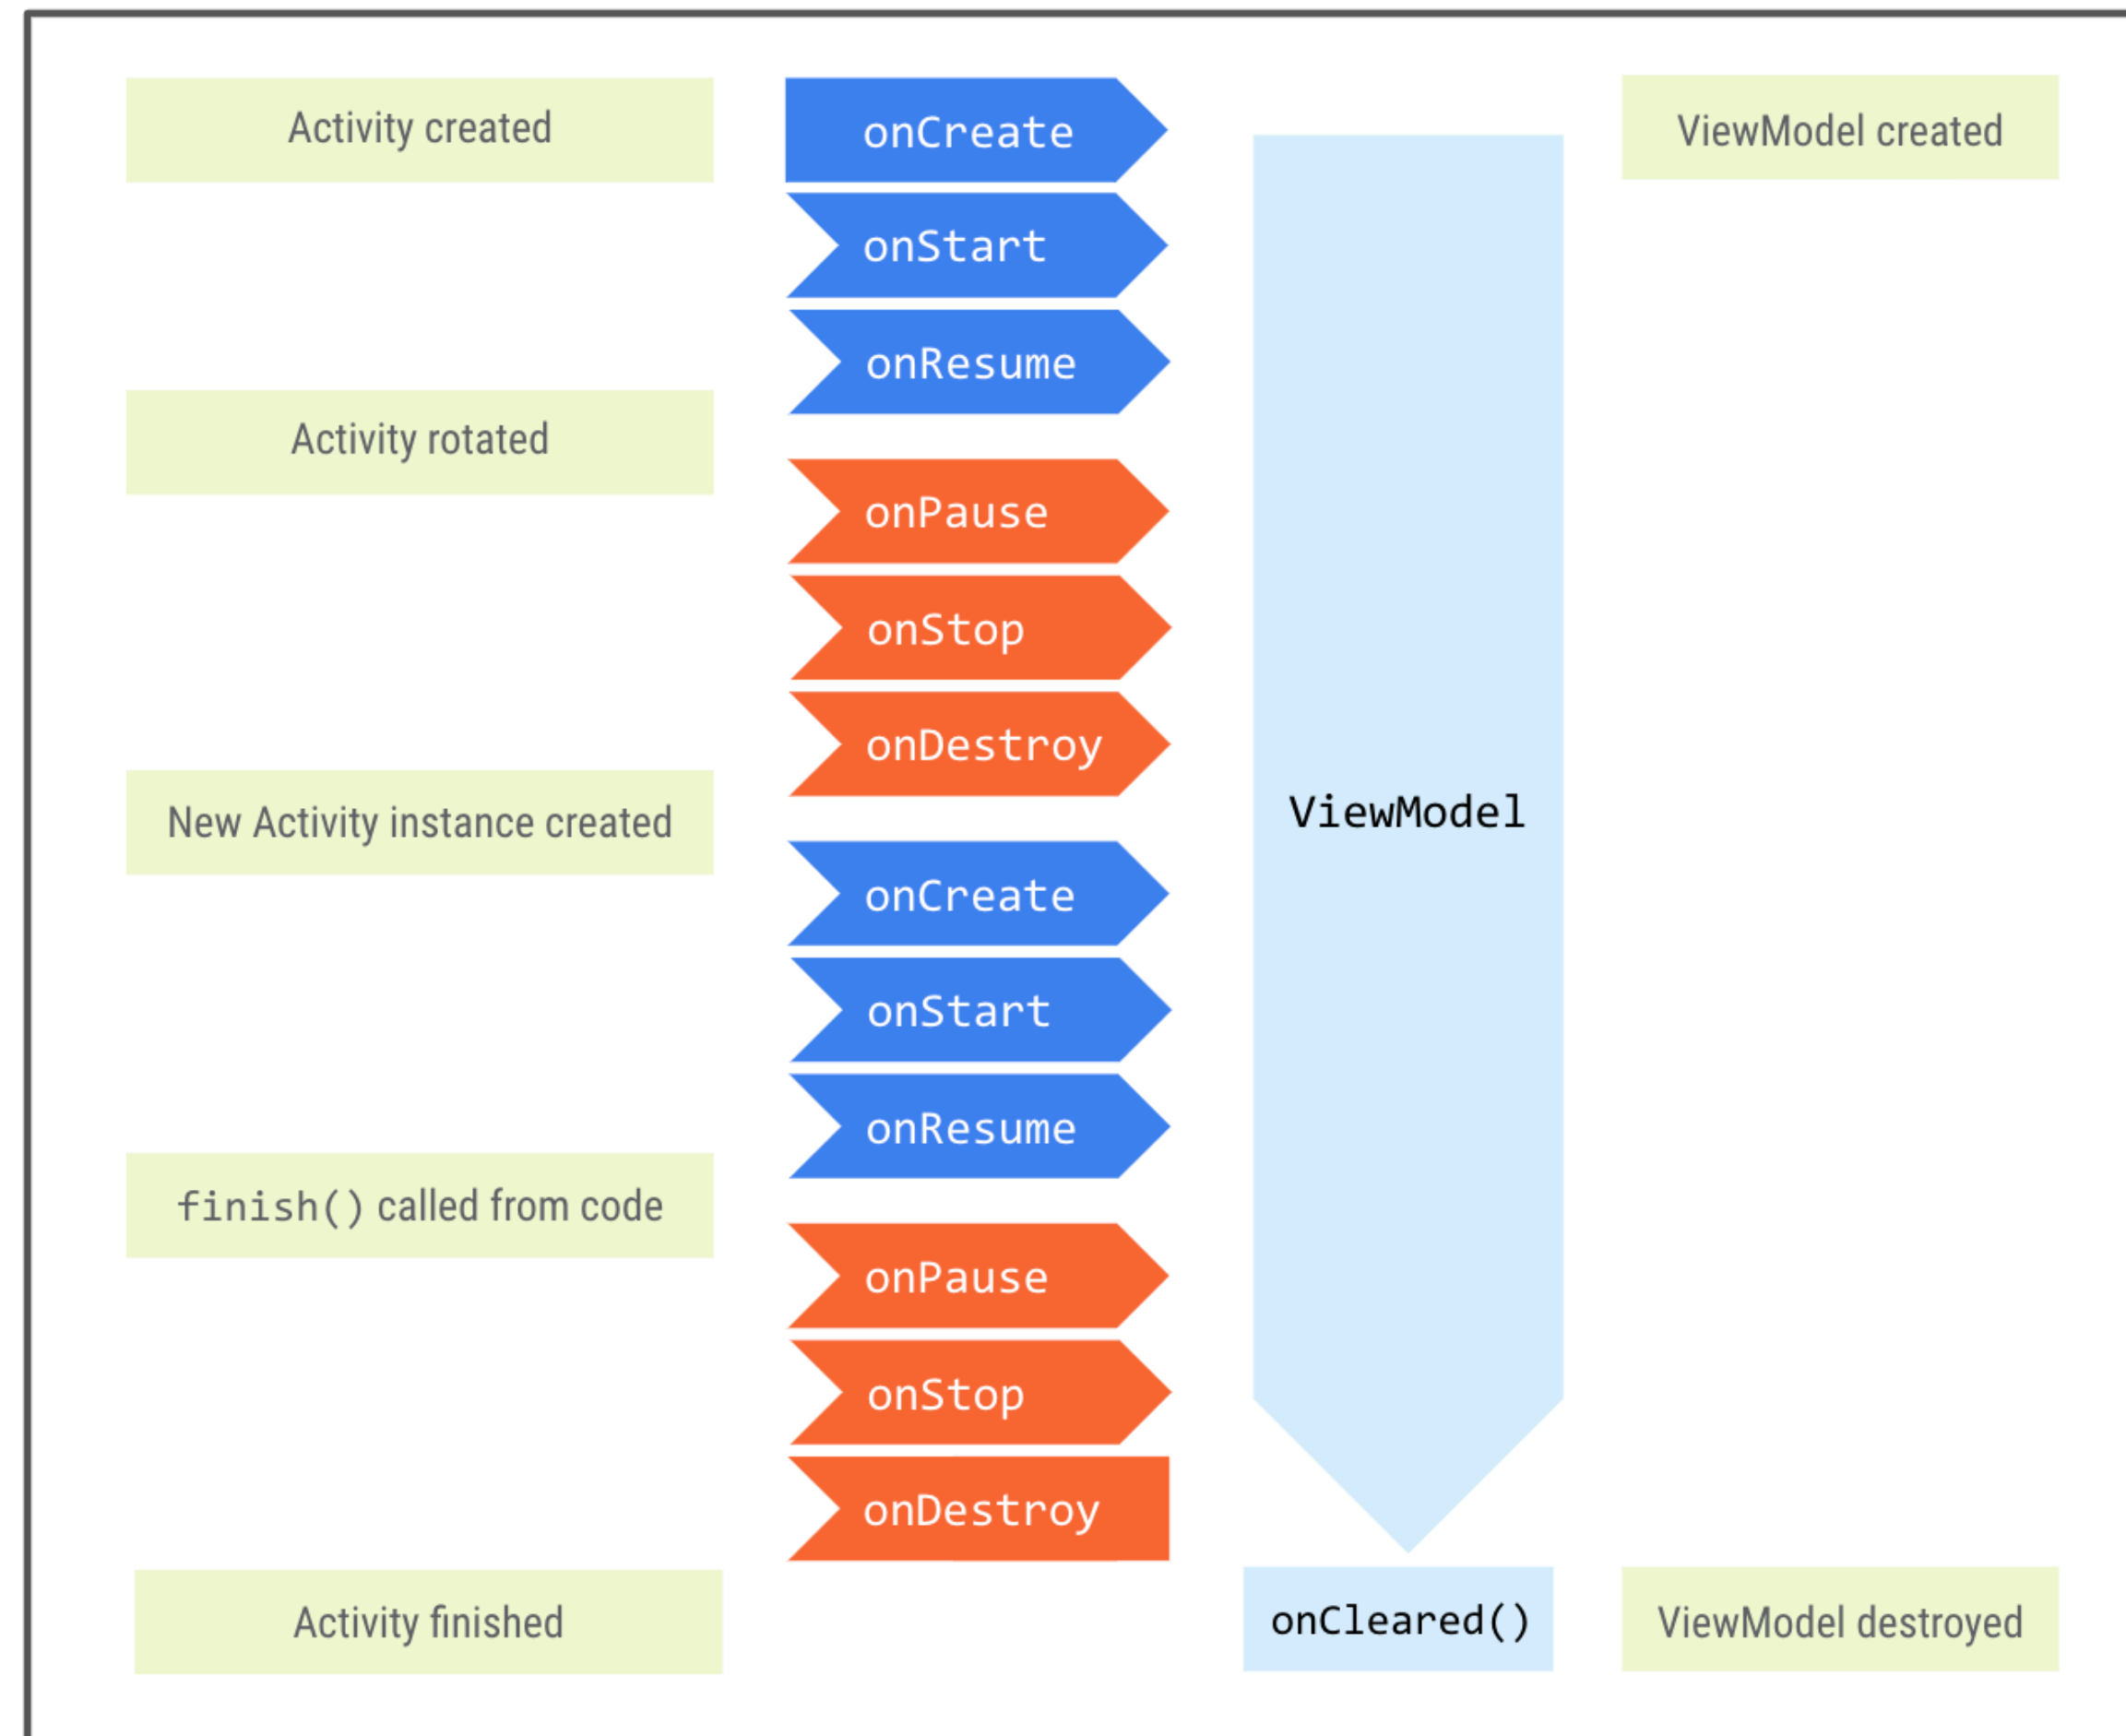 Activity created
onCreate
ViewModel created
onStart
onResume
Activity rotated
onPause
onStop
onDestroy
New Activity instance created
ViewModel
onCreate
onStart
onResume
finish() called from code
onPause
onStop
onDestroy
Activity finished
onCleared()
ViewModel destroyed